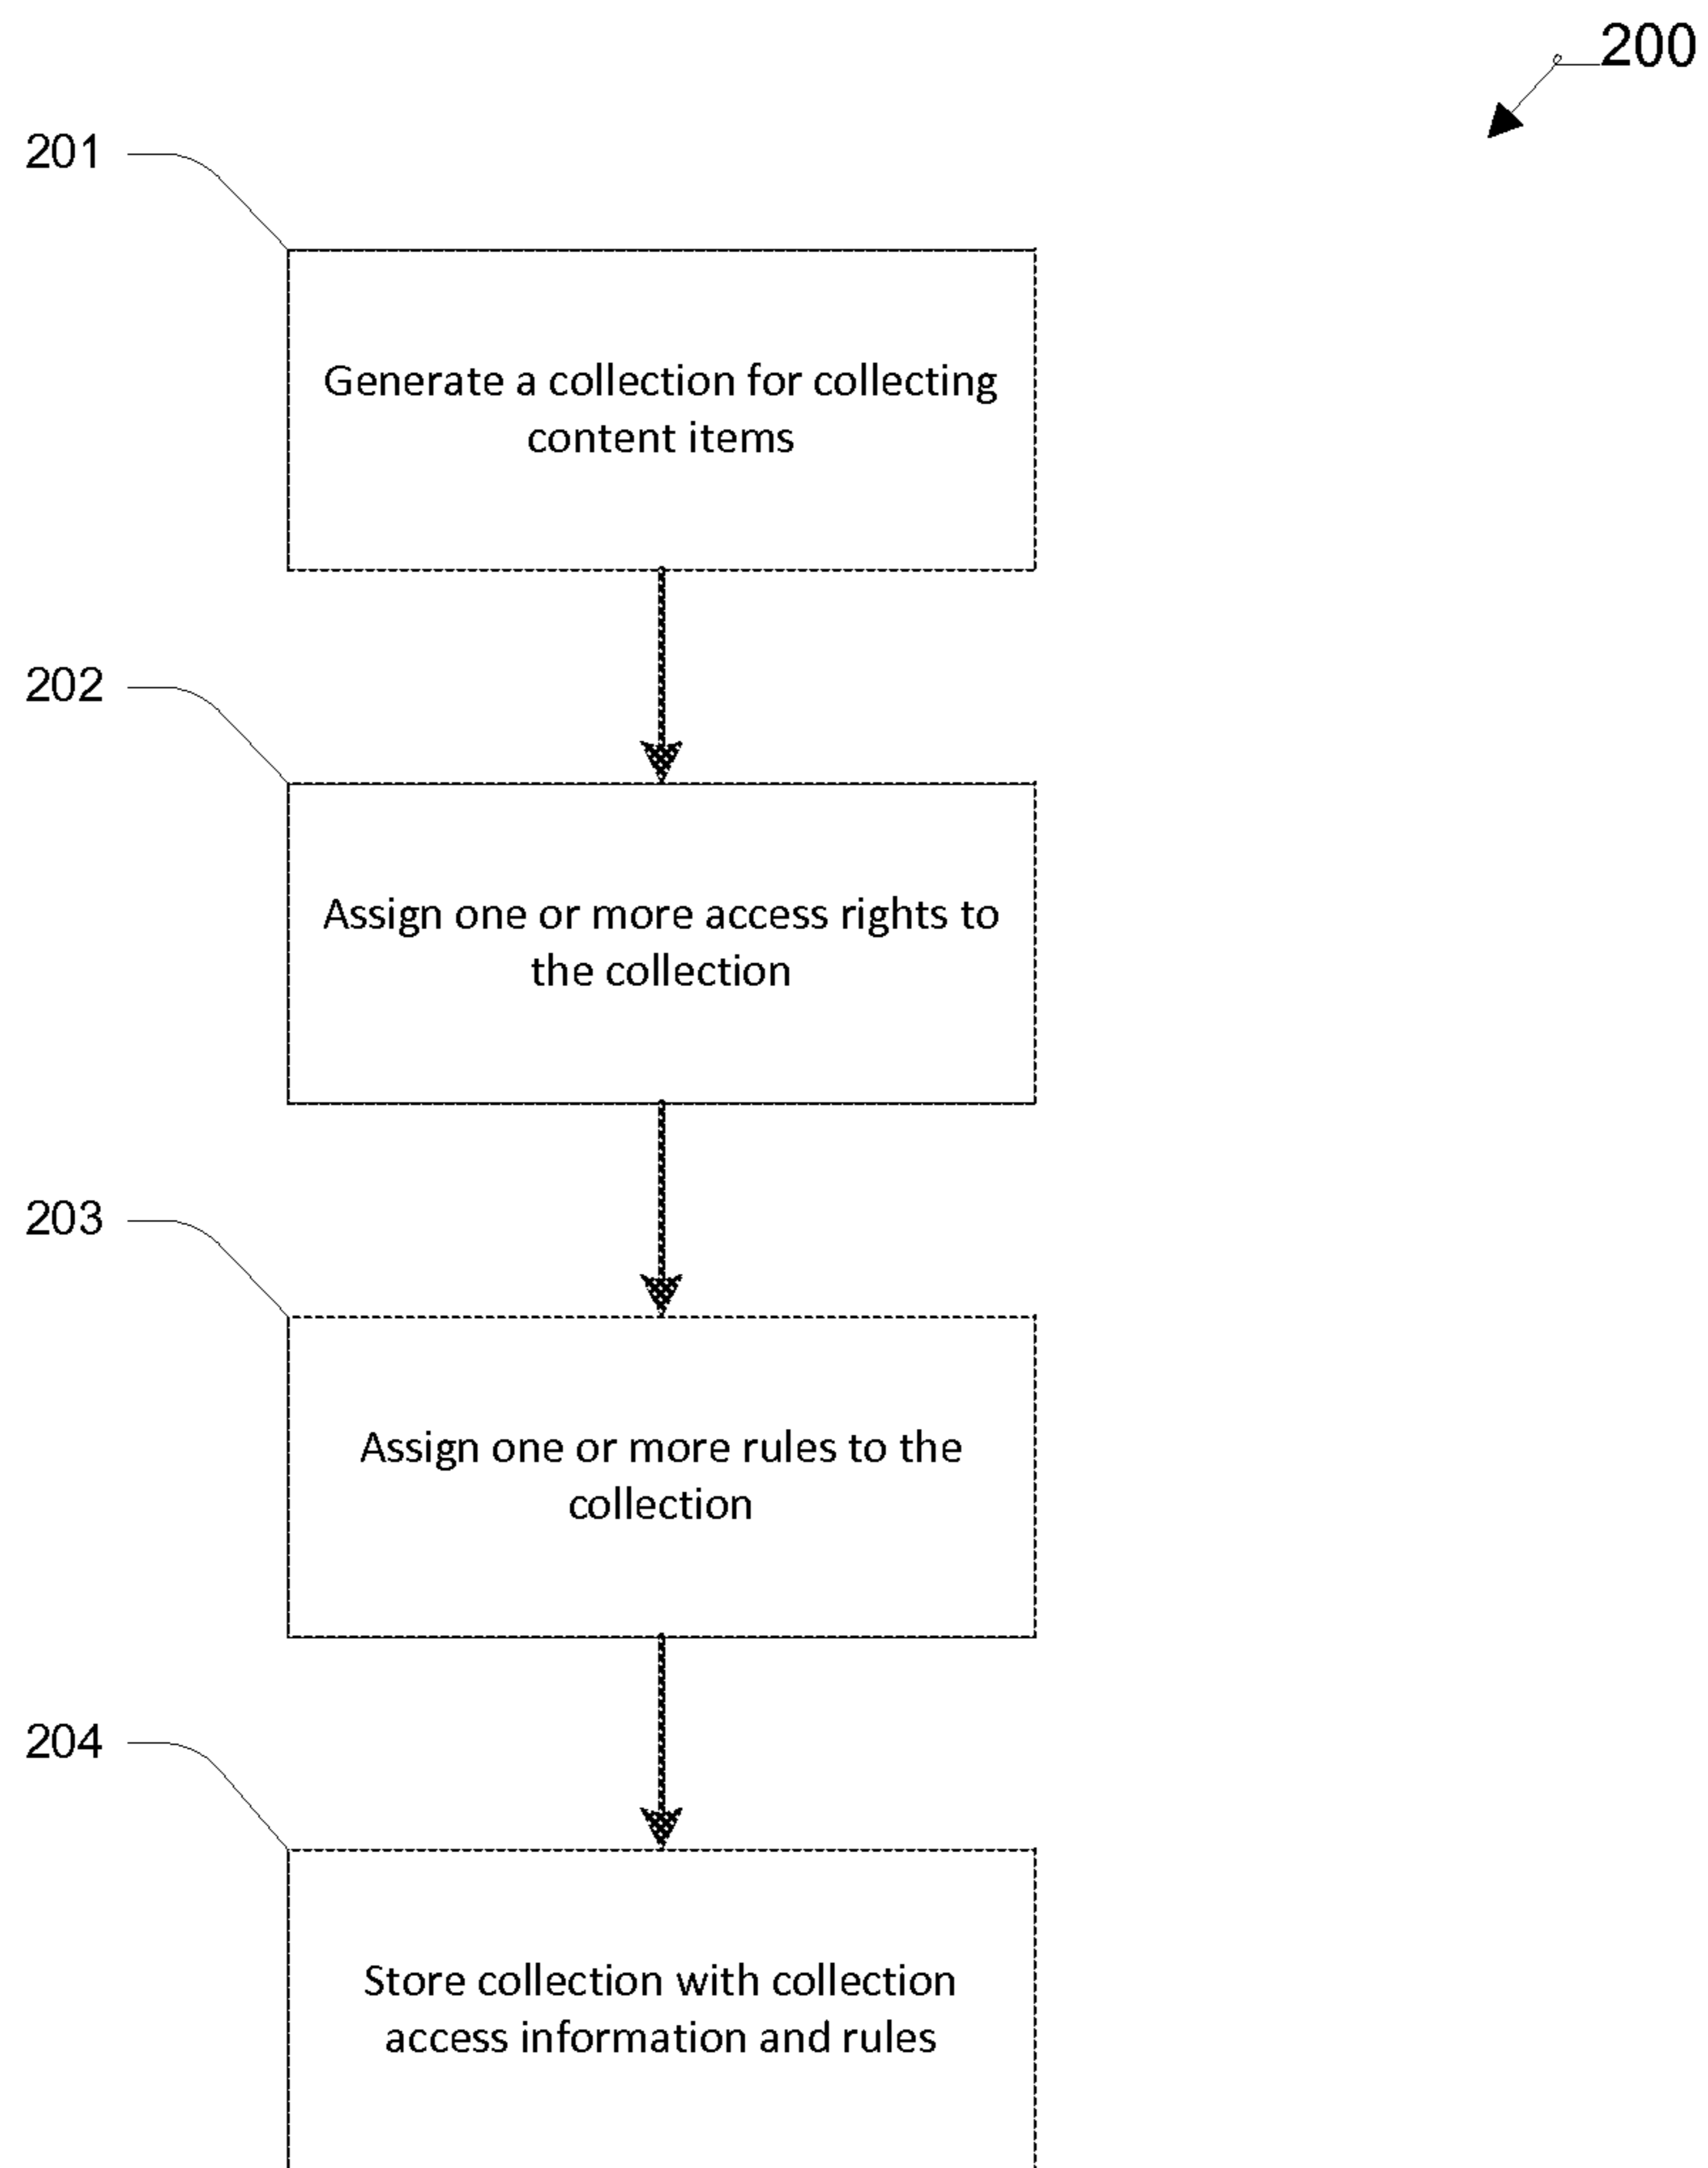 200
201
Generate a collection for collecting
content items
202
Assign one or more access rights to
the collection
203
Assign one or more rules to the
collection
204
Store collection with collection
access information and rules